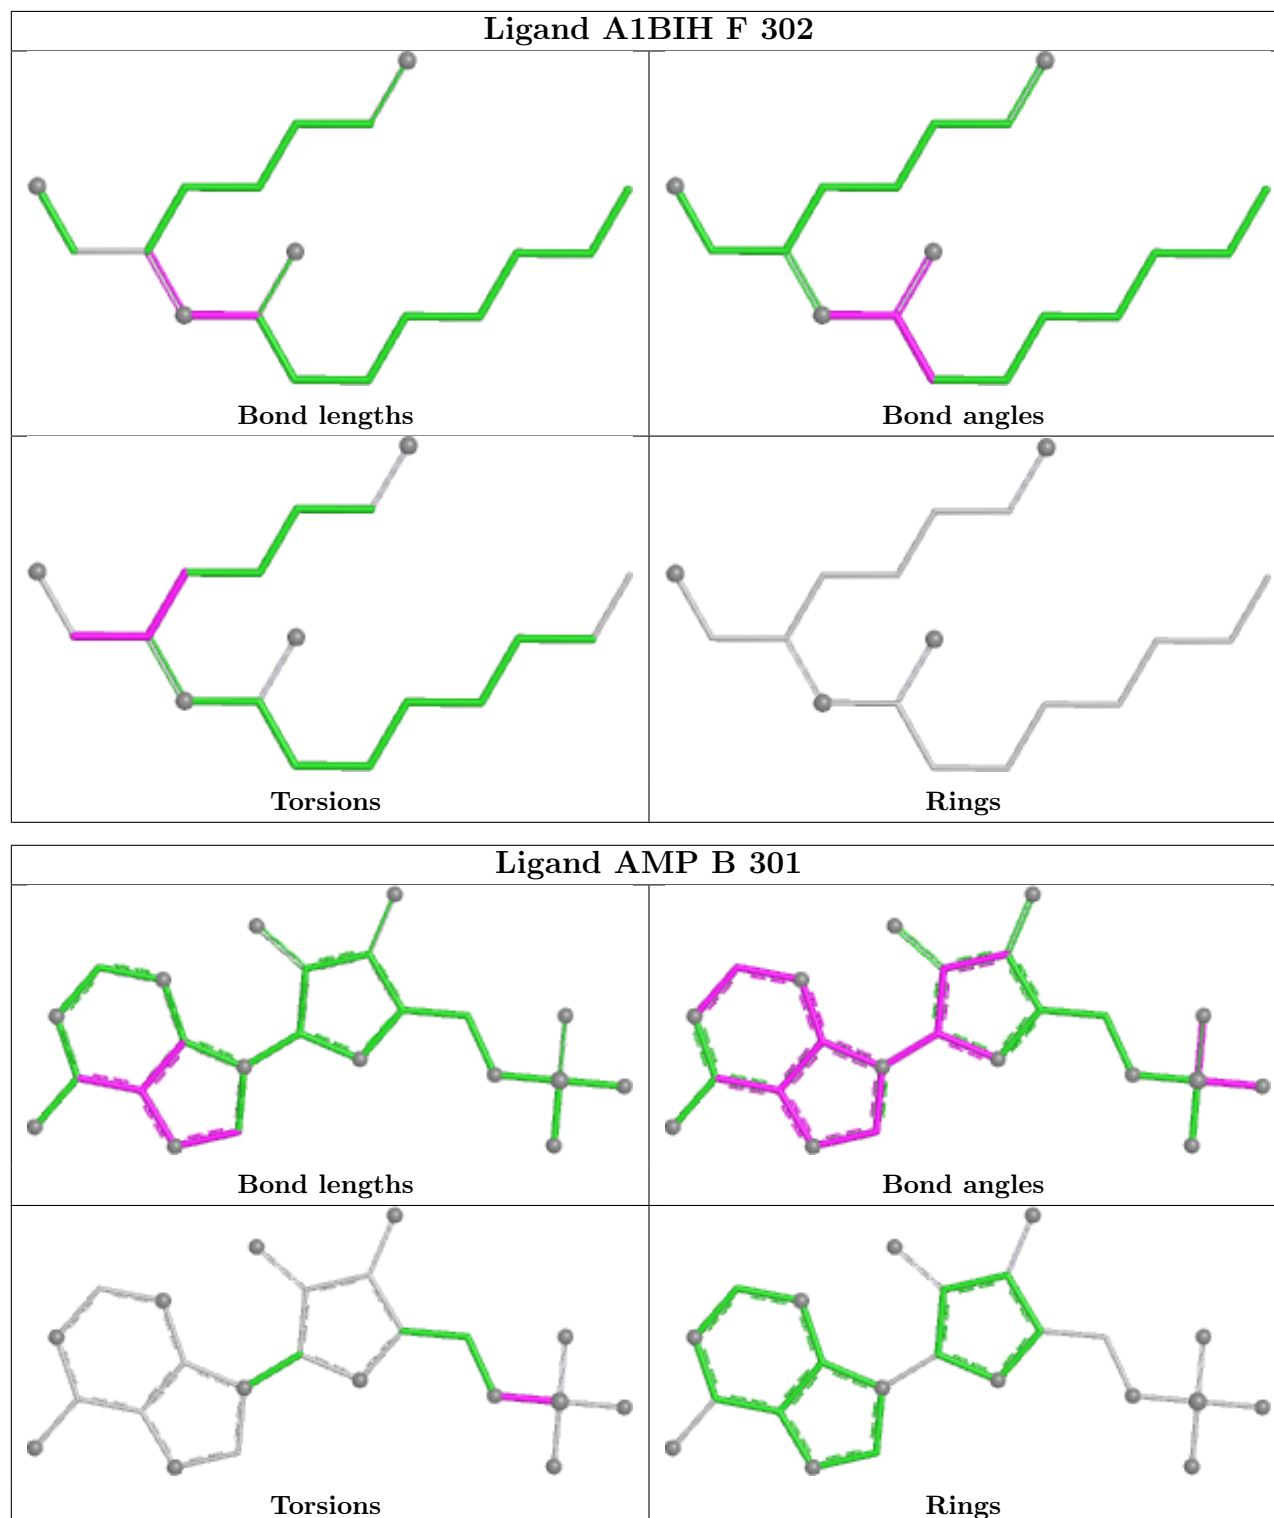 Ligand A1BIH F 302
Bond lengths
Bond angles
Torsions
Rings
Ligand AMP B 301
Bond lengths
Bond angles
Torsions
Rings